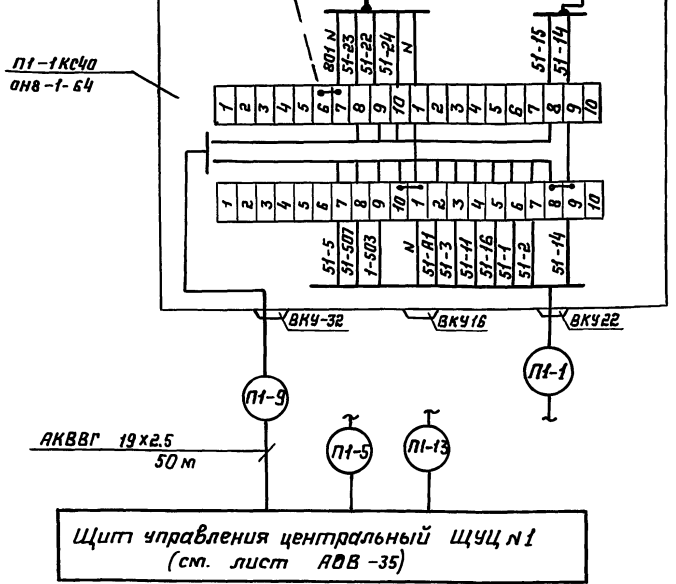 801 N
51-23
51-22
51-24
N
51-15
51-14
П1-1КС40
ОН8-1-64
1 2 3 4 5 6 7 8 9 10 1 2 3 4 5 6 7 8 9 10
1 2 3 4 5 6 7 8 9 10 1 2 3 4 5 6 7 8 9 10
51-5
51-507
1-503
N
51-А1
51-3
51-11
51-16
51-1
51-2
51-14
ВКУ-32
ВКУ16
ВКУ22
П1-1
П1-9
АКВВГ 19×2.5
50 м
П1-5
П1-13
Щит управления центральный ЩУЦ N1
(см. лист АОВ-35)